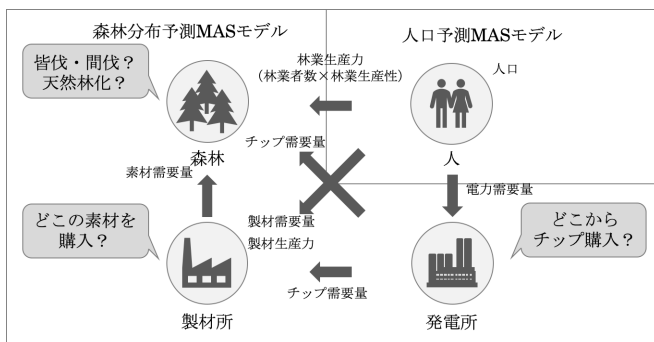 森林分布予測MASモデル
人口予測MASモデル
皆伐・間伐？
天然林化？
林業生産力
（林業者数×林業生産性）
人口
森林
チップ需要量
人
素材需要量
電力需要量
どこの素材を
購入？
製材需要量
製材生産力
どこから
チップ購入？
チップ需要量
製材所
発電所